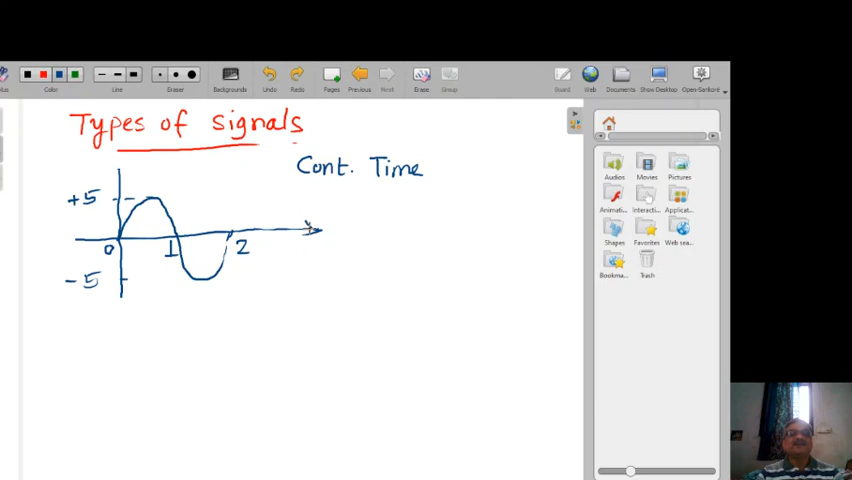 Color
Line
Eraser
Backgrounds
Undo
Redo
Pages
Previous
Next
Erase
Group
Board
Web
Documents
Show Desktop
Open-Sankoré
Types of signals
Cont. Time
+5
0
1
2
-5
Audios
Movies
Pictures
Animati...
Interacti...
Applicat...
Shapes
Favorites
Web sea...
Bookma...
Trash